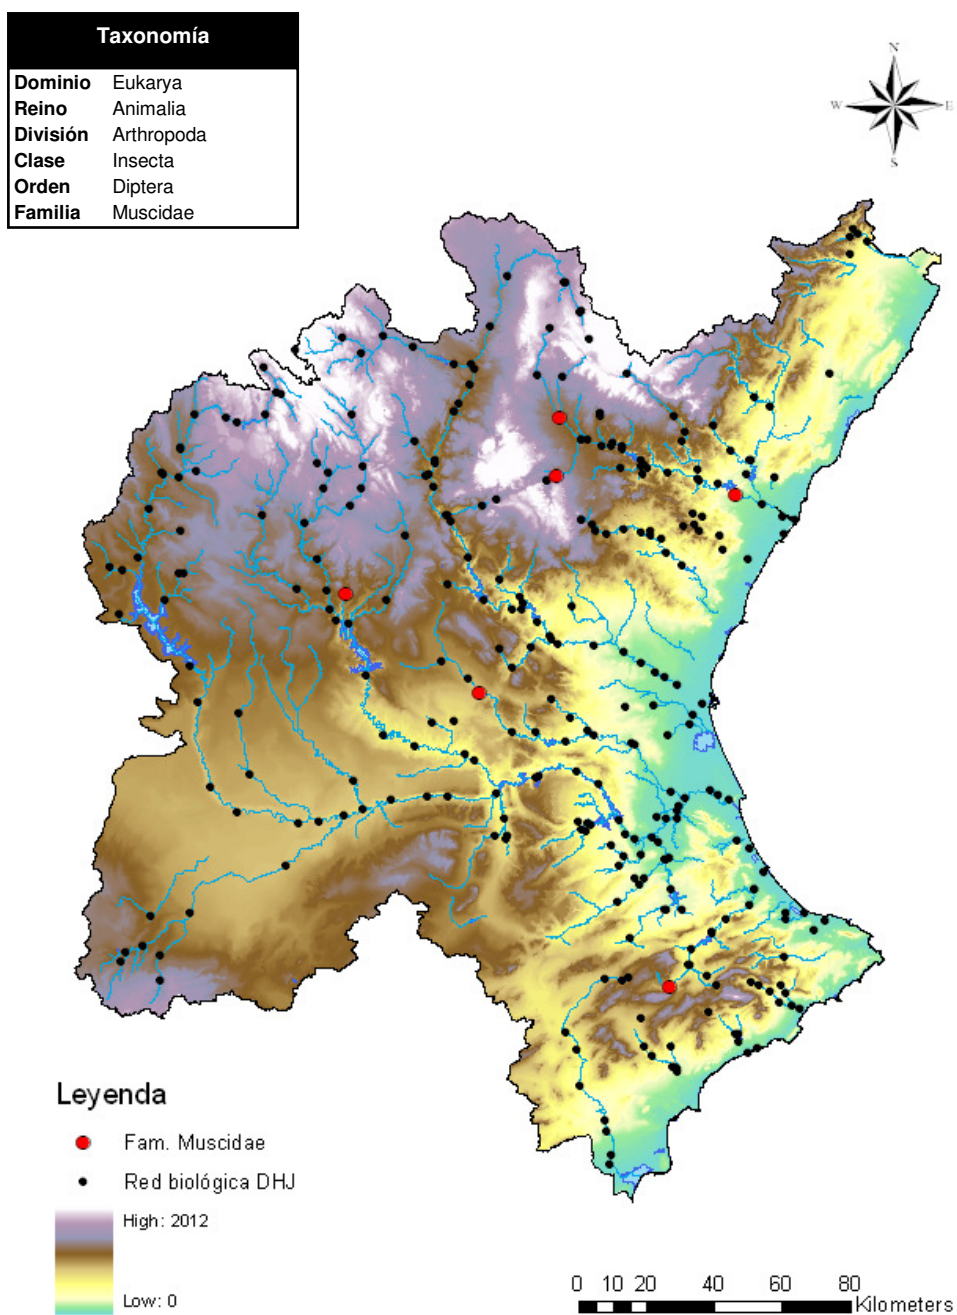 Taxonomía
Dominio Eukarya
Reino Animalia
División Arthropoda
Clase Insecta
Orden Diptera
Familia Muscidae
N
W E
S
Leyenda
Fam. Muscidae
Red biológica DHJ
High: 2012
Low: 0
0 10 20 40 60 80
Kilometers